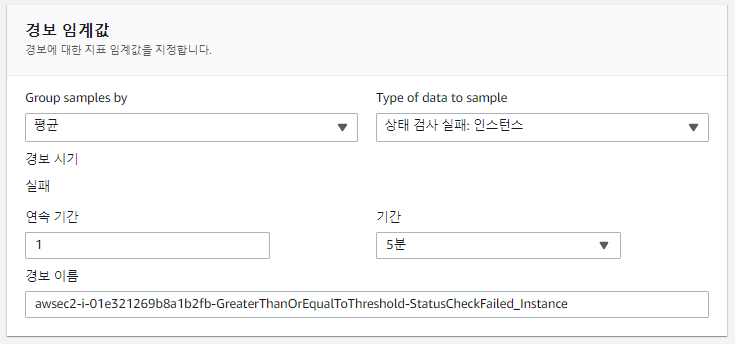 경보 임계값
경보에 대한 지표 임계값을 지정합니다.
Group samples by
Type of data to sample
평균
상태 검사 실패: 인스턴스
경보 시기
실패
연속 기간
기간
1
5분
경보 이름
awsec2-i-01e321269b8a1b2fb-GreaterThanOrEqualToThreshold-StatusCheckFailed_Instance